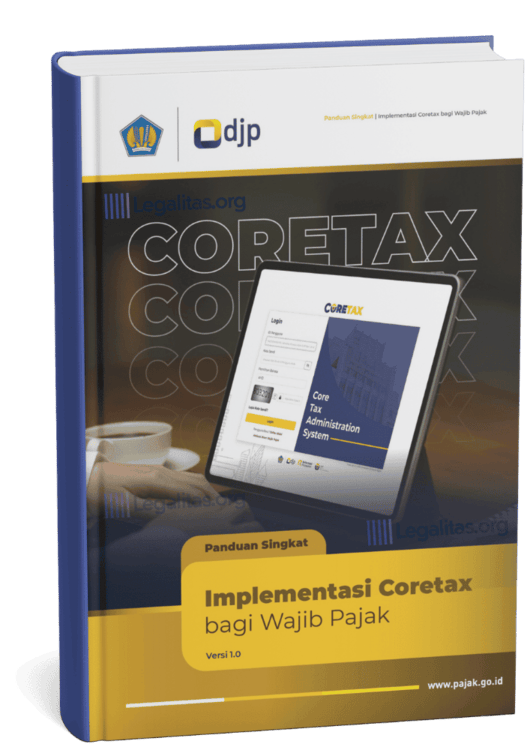 djp
Panduan Singkat | Implementasi Coretax bagi Wajib Pajak
Legalitas.org
CORETAX
CORETAX
Login
Core
Tax
Administration
System
Legalitas.org
Legalitas.org
Panduan Singkat
Implementasi Coretax
bagi Wajib Pajak
Versi 1.0
www.pajak.go.id